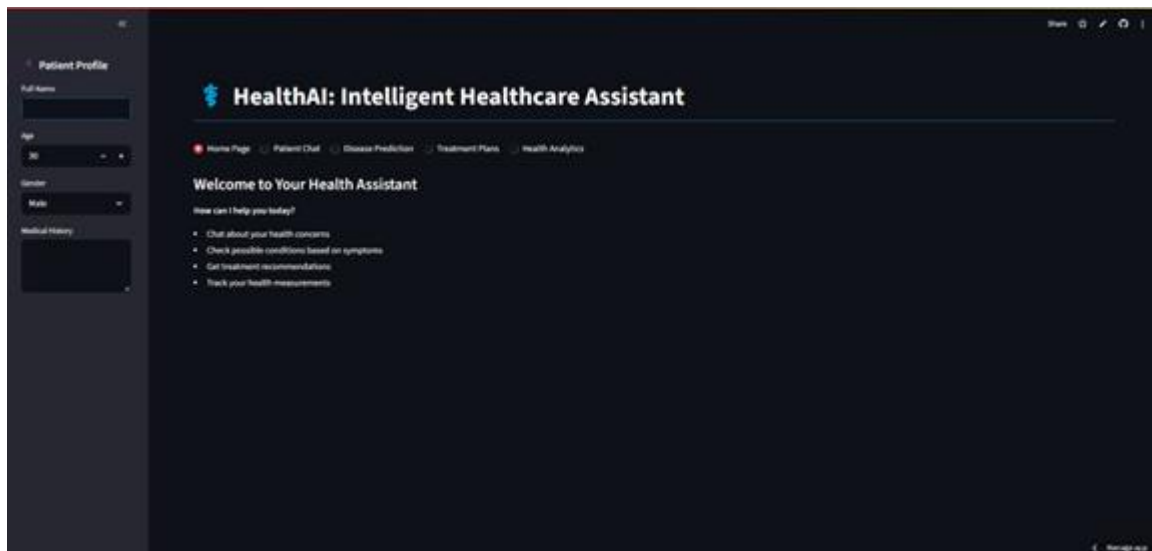 Share
Patient Profile
Full Name
Age
30
Gender
Male
Medical History
HealthAI: Intelligent Healthcare Assistant
Home Page Patient Chat Disease Prediction Treatment Plans Health Analytics
Welcome to Your Health Assistant
How can I help you today?
Chat about your health concerns
Check possible conditions based on symptoms
Get treatment recommendations
Track your health measurements
Manage app